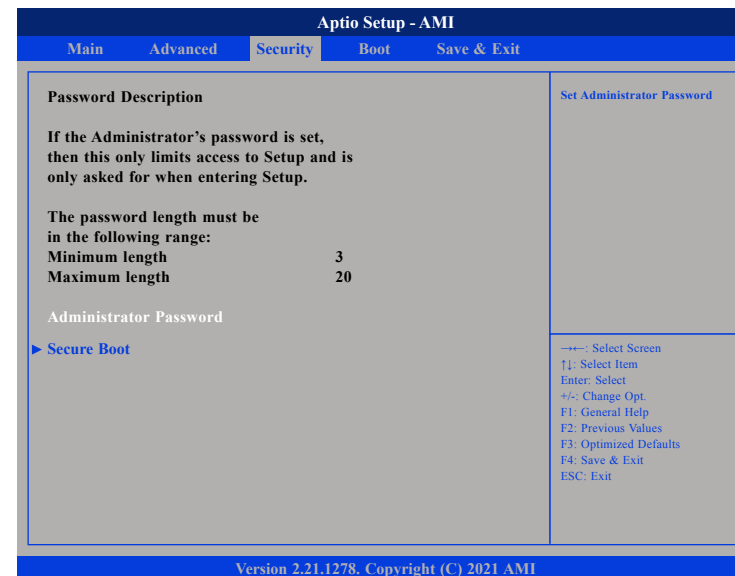 Aptio Setup - AMI
Main Advanced Security Boot Save & Exit
Password Description
If the Administrator's password is set,
then this only limits access to Setup and is
only asked for when entering Setup.
The password length must be
in the following range:
Minimum length 3
Maximum length 20
Administrator Password
▶ Secure Boot
Set Administrator Password
→←: Select Screen
↑↓: Select Item
Enter: Select
+/-: Change Opt.
F1: General Help
F2: Previous Values
F3: Optimized Defaults
F4: Save & Exit
ESC: Exit
Version 2.21.1278. Copyright (C) 2021 AMI